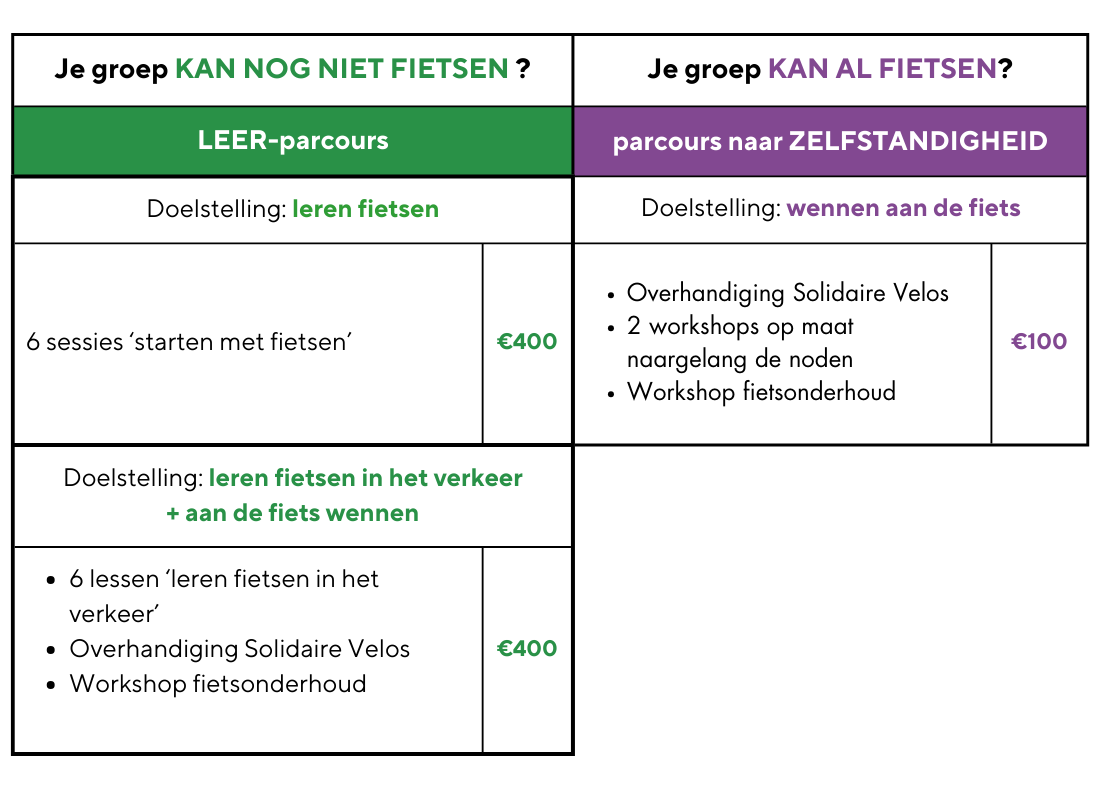 Je groep KAN NOG NIET FIETSEN ?
Je groep KAN AL FIETSEN?
LEER-parcours
parcours naar ZELFSTANDIGHEID
Doelstelling: leren fietsen
Doelstelling: wennen aan de fiets
6 sessies ‘starten met fietsen’
€400
• Overhandiging Solidaire Velos
• 2 workshops op maat
naargelang de noden
• Workshop fietsonderhoud
€100
Doelstelling: leren fietsen in het verkeer
+ aan de fiets wennen
• 6 lessen ‘leren fietsen in het
verkeer’
• Overhandiging Solidaire Velos
• Workshop fietsonderhoud
€400